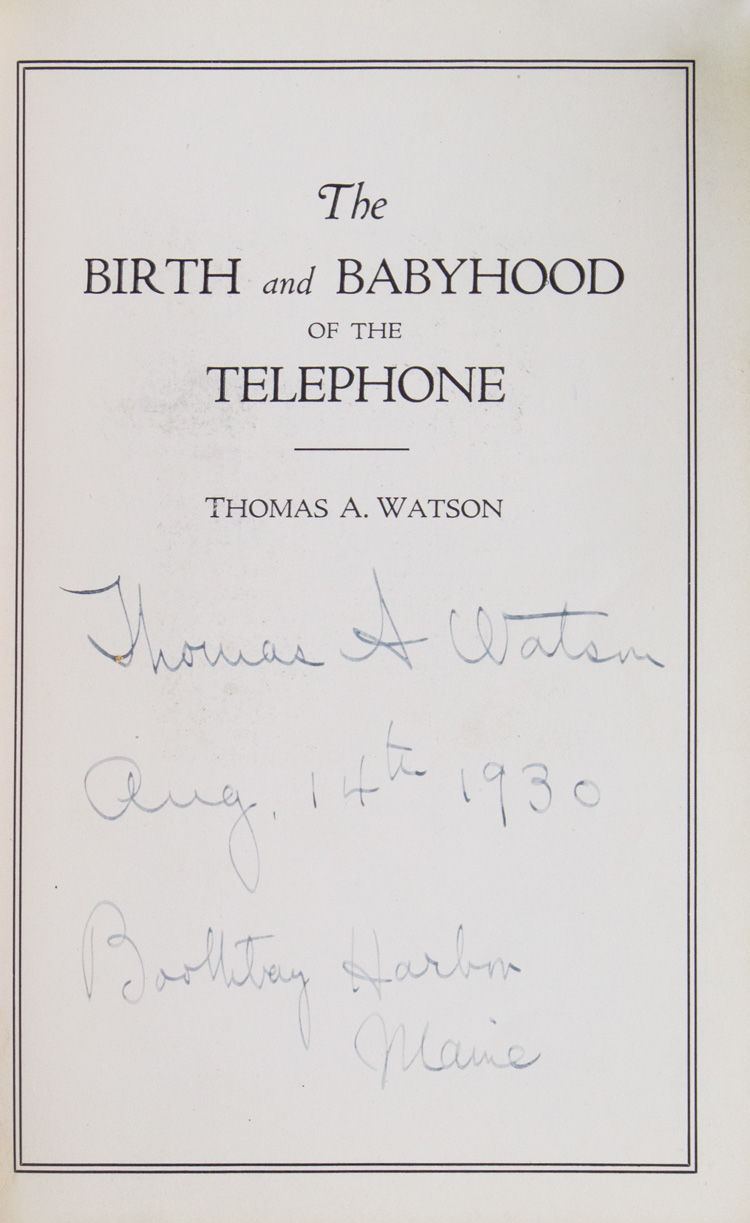 The
BIRTH and BABYHOOD
OF THE
TELEPHONE
THOMAS A. WATSON
Thomas A Watson
Aug. 14th 1930
Boothbay Harbor
Maine